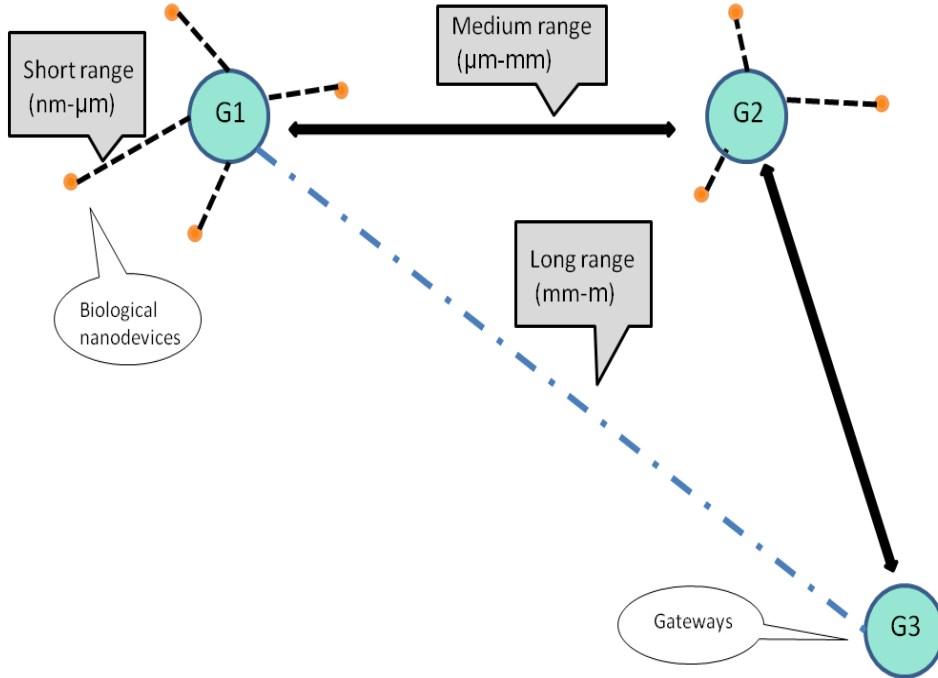 Medium range
(µm-mm)
Short range
(nm-µm)
G1
G2
Long range
(mm-m)
Biological
nanodevices
Gateways
G3